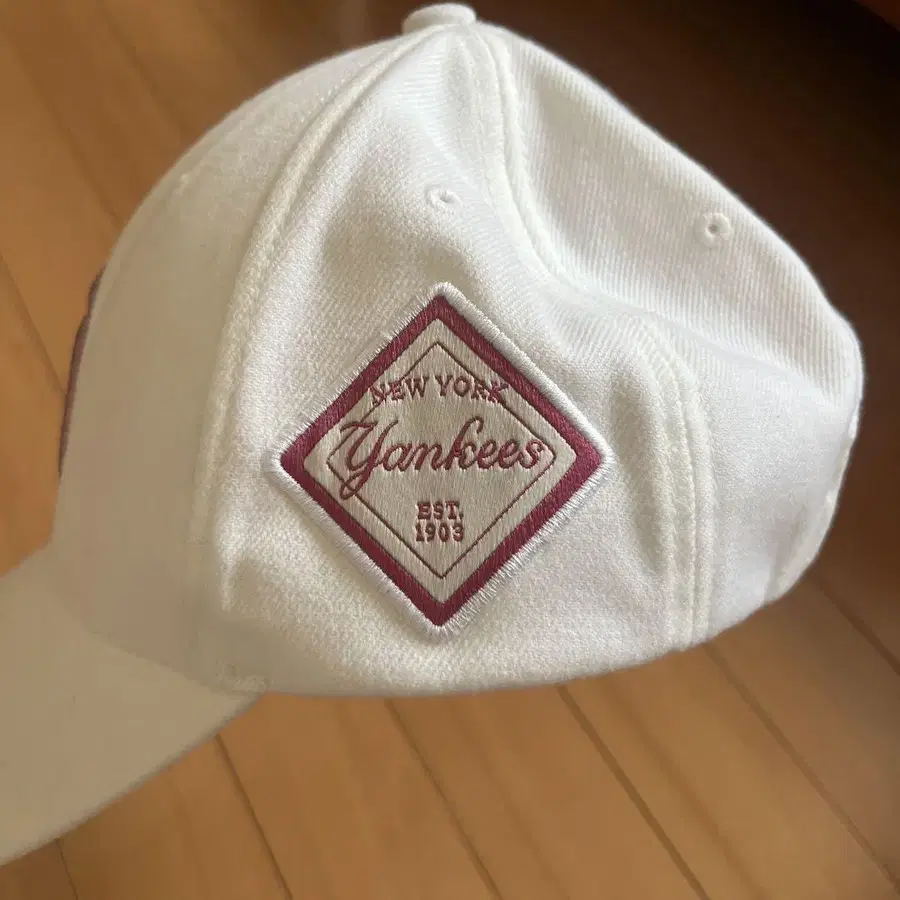 NEW YORK
Yankees
EST.
1903